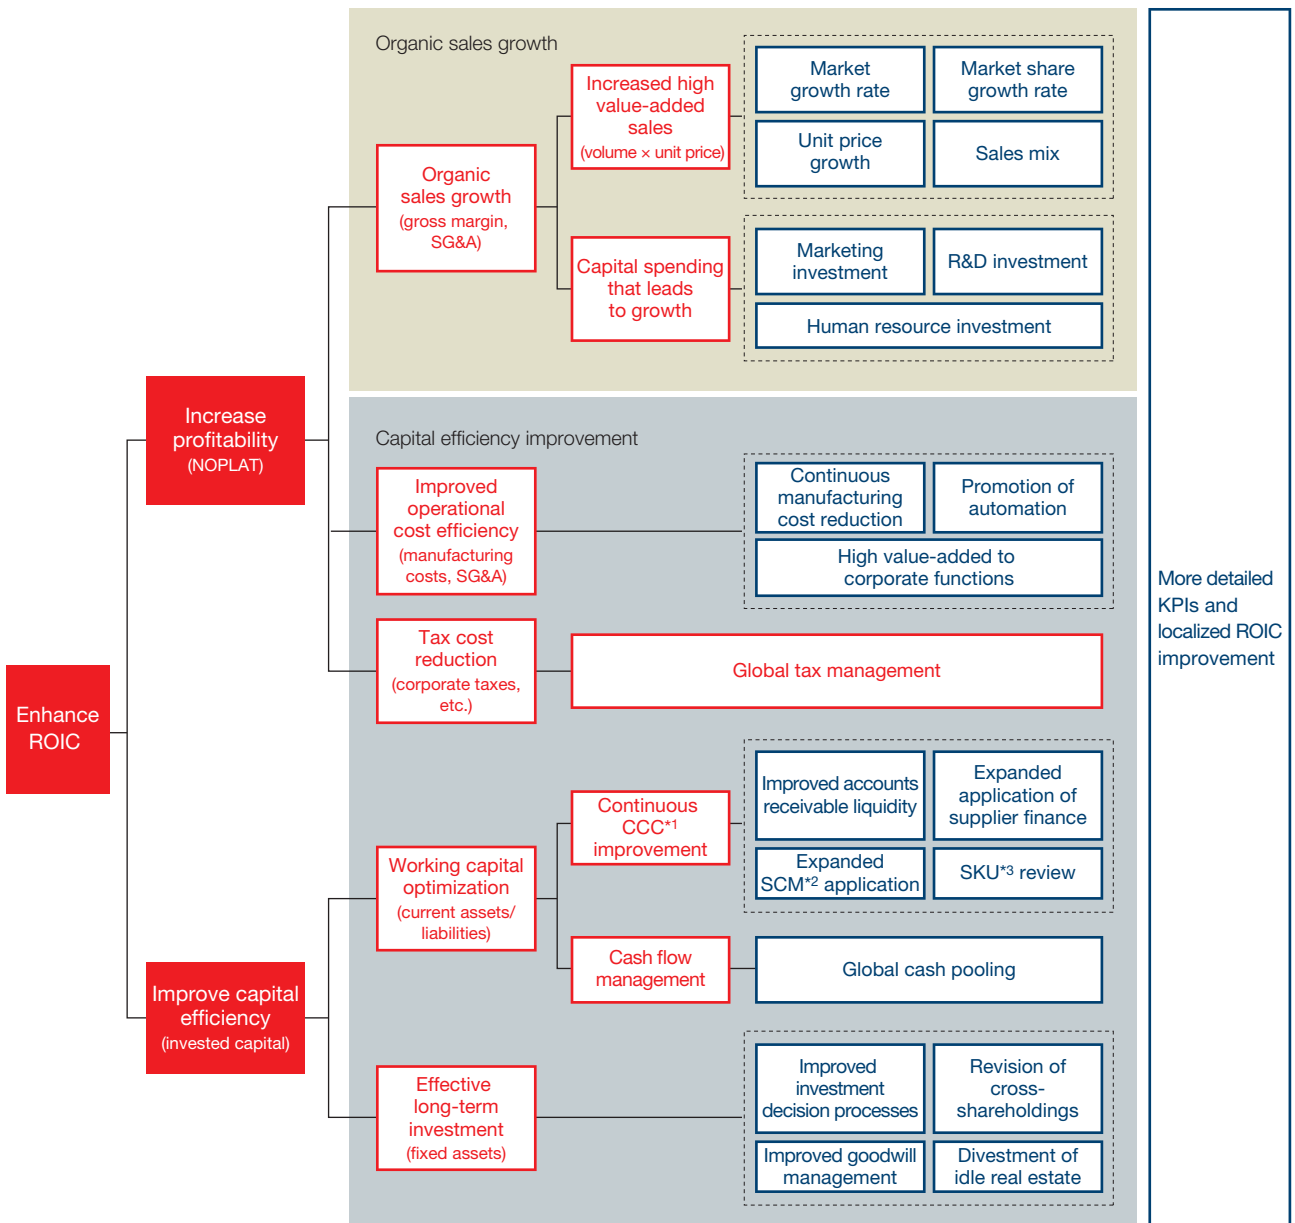 Organic sales growth
Increased high
value-added
sales
(volume × unit price)
Market
growth rate
Market share
growth rate
Unit price
growth
Sales mix
Organic
sales growth
(gross margin,
SG&A)
Capital spending
that leads
to growth
Marketing
investment
R&D investment
Human resource investment
Increase
profitability
(NOPLAT)
Capital efficiency improvement
Improved
operational
cost efficiency
(manufacturing
costs, SG&A)
Continuous
manufacturing
cost reduction
Promotion of
automation
High value-added to
corporate functions
Tax cost
reduction
(corporate taxes,
etc.)
Global tax management
Enhance
ROIC
Continuous
CCC*1
improvement
Improved accounts
receivable liquidity
Expanded
application of
supplier finance
Expanded
SCM*2 application
SKU*3 review
Working capital
optimization
(current assets/
liabilities)
Cash flow
management
Global cash pooling
Improve capital
efficiency
(invested capital)
Effective
long-term
investment
(fixed assets)
Improved
investment
decision processes
Revision of
cross-
shareholdings
Improved goodwill
management
Divestment of
idle real estate
More detailed
KPIs and
localized ROIC
improvement